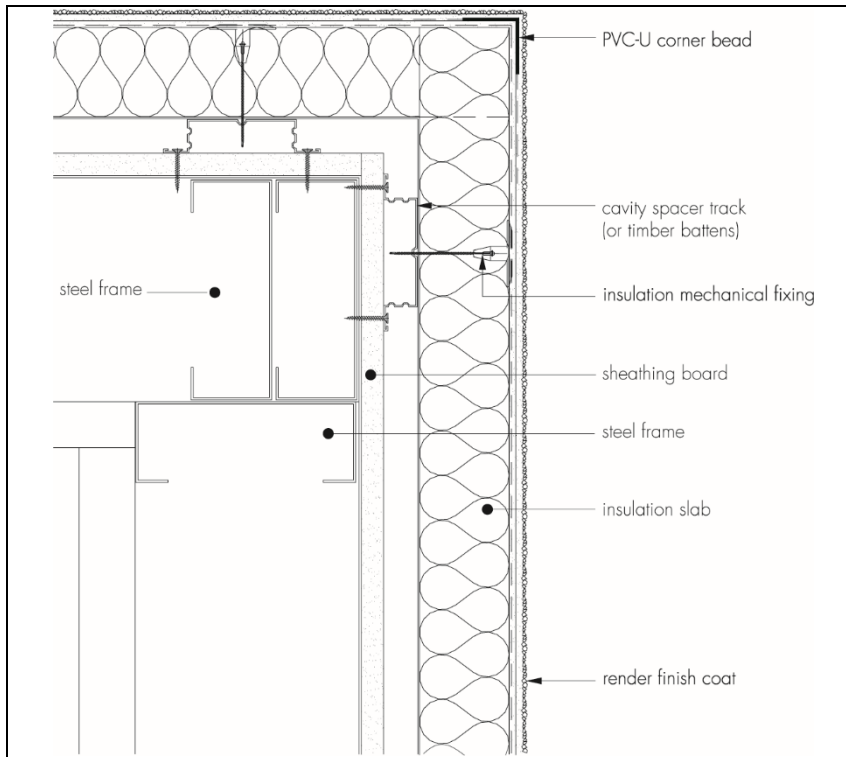 PVC-U corner bead
cavity spacer track
(or timber battens)
steel frame
insulation mechanical fixing
sheathing board
steel frame
insulation slab
render finish coat